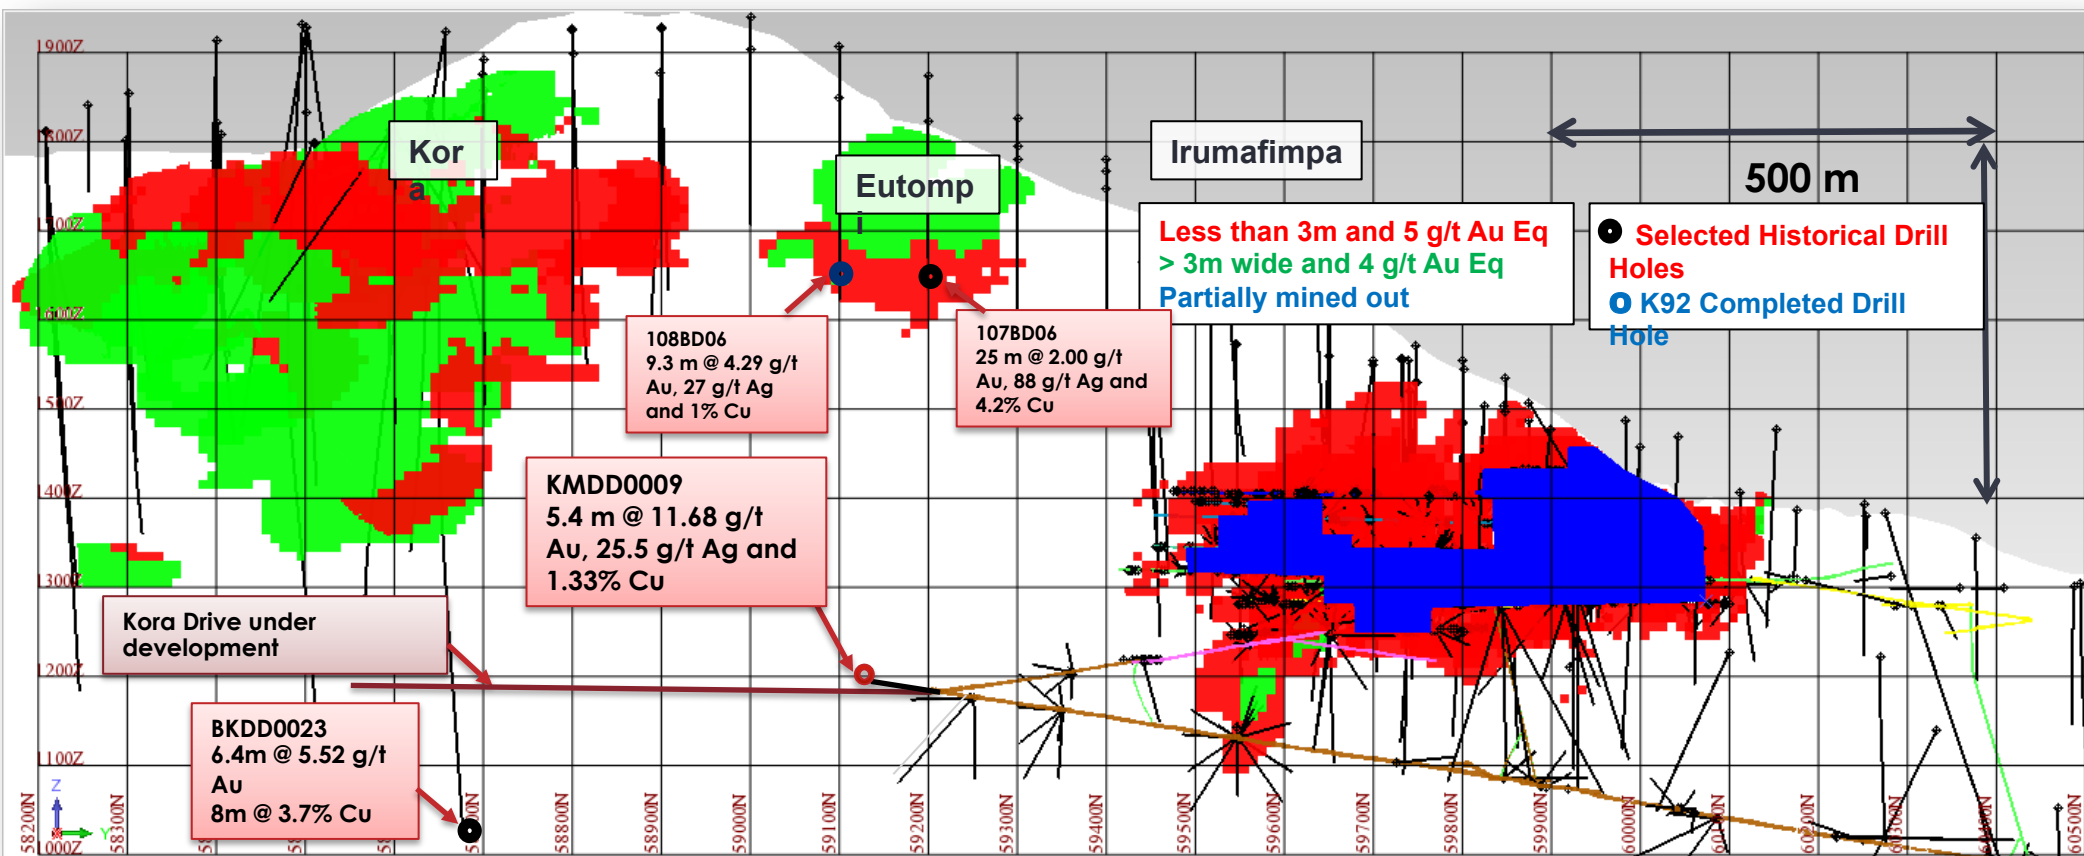 1900Z
1800Z
1700Z
1600Z
1500Z
1400Z
1300Z
1200Z
1100Z
1000Z
Kor
a
Eutomp
i
Irumafimpa
500 m
Less than 3m and 5 g/t Au Eq
> 3m wide and 4 g/t Au Eq
Partially mined out
Selected Historical Drill
Holes
K92 Completed Drill
Hole
108BD06
9.3 m @ 4.29 g/t
Au, 27 g/t Ag
and 1% Cu
107BD06
25 m @ 2.00 g/t
Au, 88 g/t Ag and
4.2% Cu
KMDD0009
5.4 m @ 11.68 g/t
Au, 25.5 g/t Ag and
1.33% Cu
Kora Drive under
development
BKDD0023
6.4m @ 5.52 g/t
Au
8m @ 3.7% Cu
Z
Y
58200N
58300N
58800N
58900N
59000N
59100N
59200N
59300N
59400N
59500N
59600N
59700N
59800N
59900N
60000N
60100N
60200N
60300N
60400N
60500N